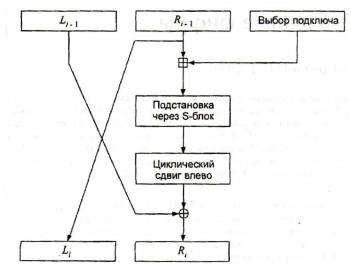 L i - 1
R i - 1
Выбор подключа
Подстановка
через S-блок
Циклический
сдвиг влево
L i
R i